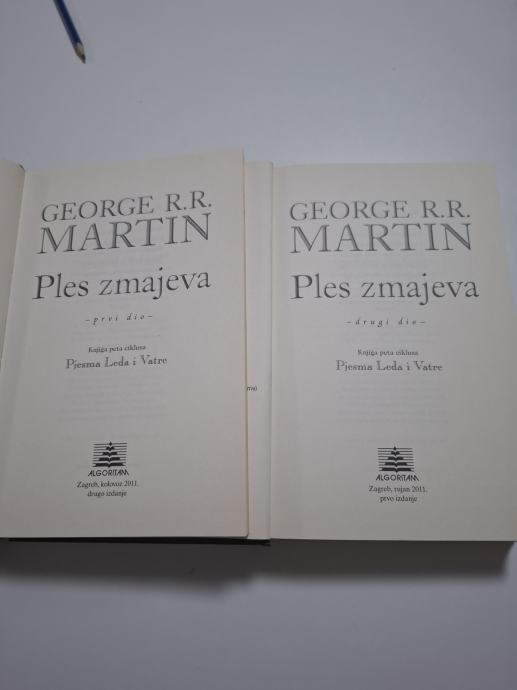 GEORGE R.R.
MARTIN
Ples zmajeva
– prvi dio –
Knjiga peta ciklusa
Pjesma Leda i Vatre
ALGORITAM
Zagreb, kolovoz 2011.
drugo izdanje
GEORGE R.R.
MARTIN
Ples zmajeva
– drugi dio –
Knjiga peta ciklusa
Pjesma Leda i Vatre
ALGORITAM
Zagreb, rujan 2011.
prvo izdanje